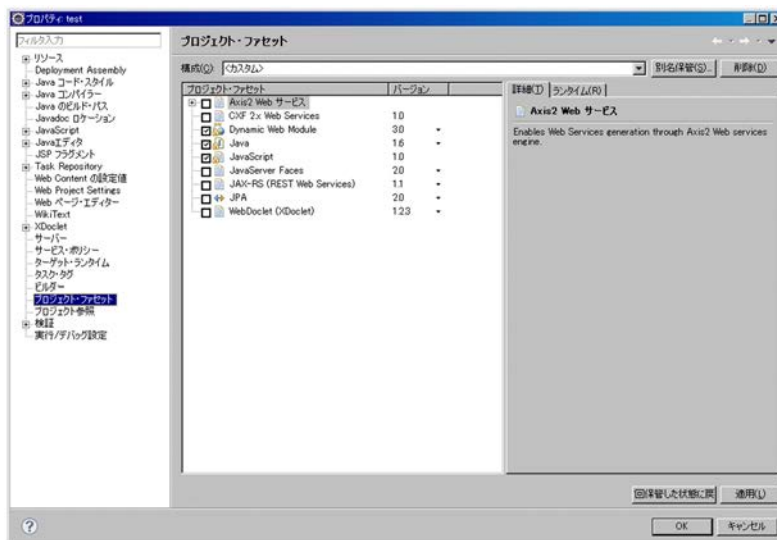 プロパティ: test
フィルタ入力
リソース
Deployment Assembly
Java コード・スタイル
Java コンパイラー
Java のビルド・パス
Javadoc ロケーション
JavaScript
Javaエディタ
JSP フラグメント
Task Repository
Web Content の設定値
Web Project Settings
Web ページ・エディター
WikiText
XDoclet
サーバー
サービス・ポリシー
ターゲット・ランタイム
タスク・タグ
ビルダー
プロジェクト・ファセット
プロジェクト参照
検証
実行/デバッグ設定
プロジェクト・ファセット
構成(C): <カスタム>
別名保管(S)... 削除(D)
プロジェクト・ファセット バージョン
Axis2 Web サービス
CXF 2.x Web Services 1.0
Dynamic Web Module 3.0
Java 1.6
JavaScript 1.0
JavaServer Faces 2.0
JAX-RS (REST Web Services) 1.1
JPA 2.0
WebDoclet (XDoclet) 1.2.3
詳細(T) ランタイム(R)
Axis2 Web サービス
Enables Web Services generation through Axis2 Web services
engine.
回保管した状態に戻 適用(L)
OK キャンセル